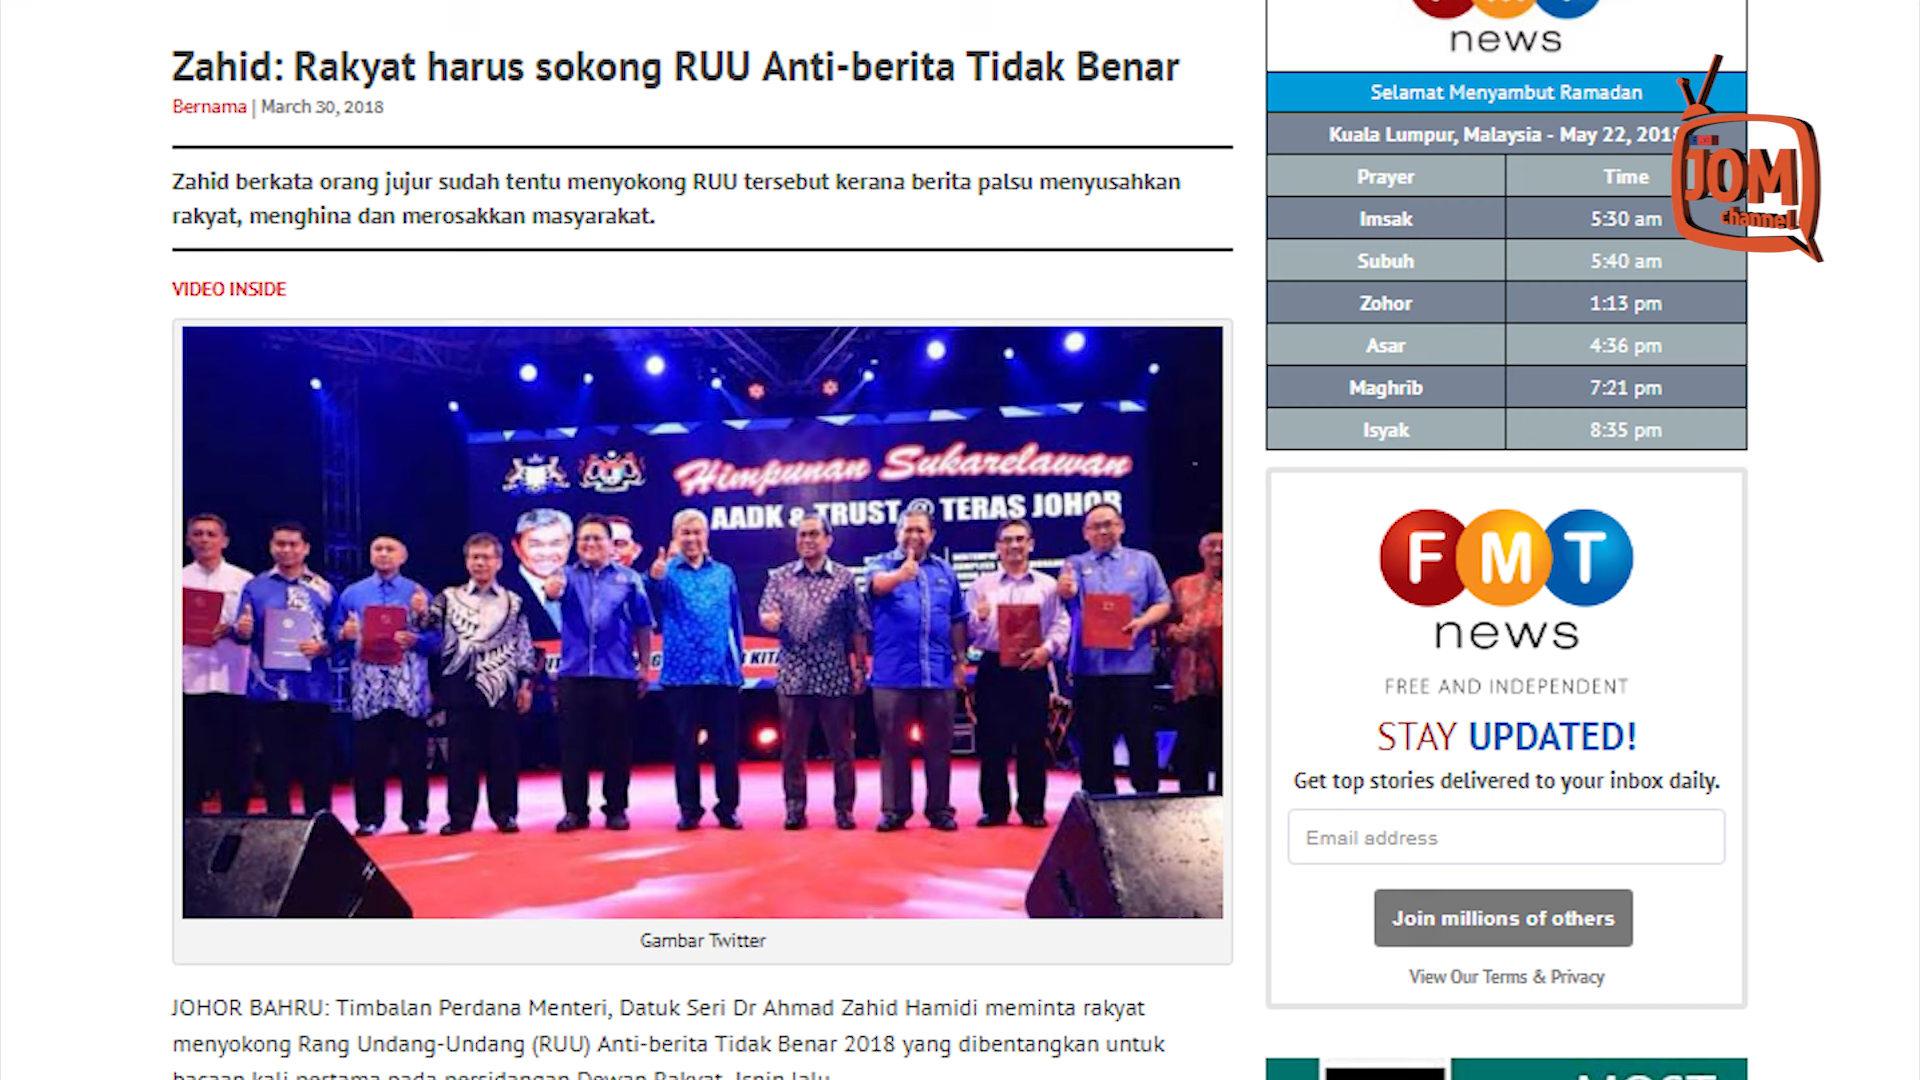 Zahid: Rakyat harus sokong RUU Anti-berita Tidak Benar
Bernama | March 30, 2018
Zahid berkata orang jujur sudah tentu menyokong RUU tersebut kerana berita palsu menyusahkan
rakyat, menghina dan merosakkan masyarakat.
VIDEO INSIDE
Himpunan Sukarelawan
AADK & TRUST @ TERAS JOHOR
Gambar Twitter
JOHOR BAHRU: Timbalan Perdana Menteri, Datuk Seri Dr Ahmad Zahid Hamidi meminta rakyat
menyokong Rang Undang-Undang (RUU) Anti-berita Tidak Benar 2018 yang dibentangkan untuk
bacaan kali pertama pada persidangan Dewan Rakyat, Isnin lalu.
news
Selamat Menyambut Ramadan
Kuala Lumpur, Malaysia - May 22, 2018
Prayer Time
Imsak 5:30 am
Subuh 5:40 am
Zohor 1:13 pm
Asar 4:36 pm
Maghrib 7:21 pm
Isyak 8:35 pm
JOM
channel
FMT
news
FREE AND INDEPENDENT
STAY UPDATED!
Get top stories delivered to your inbox daily.
Email address
Join millions of others
View Our Terms & Privacy